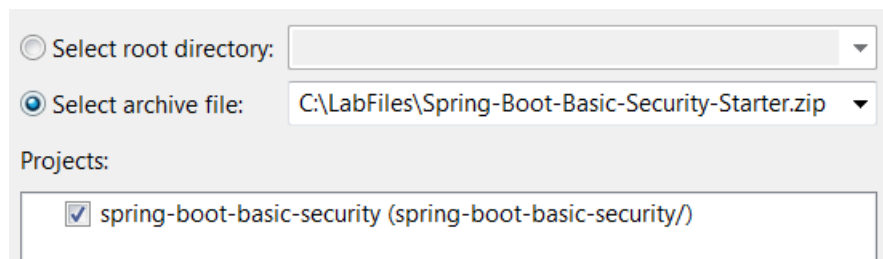 Select root directory:
Select archive file: C:\LabFiles\Spring-Boot-Basic-Security-Starter.zip
Projects:
spring-boot-basic-security (spring-boot-basic-security/)